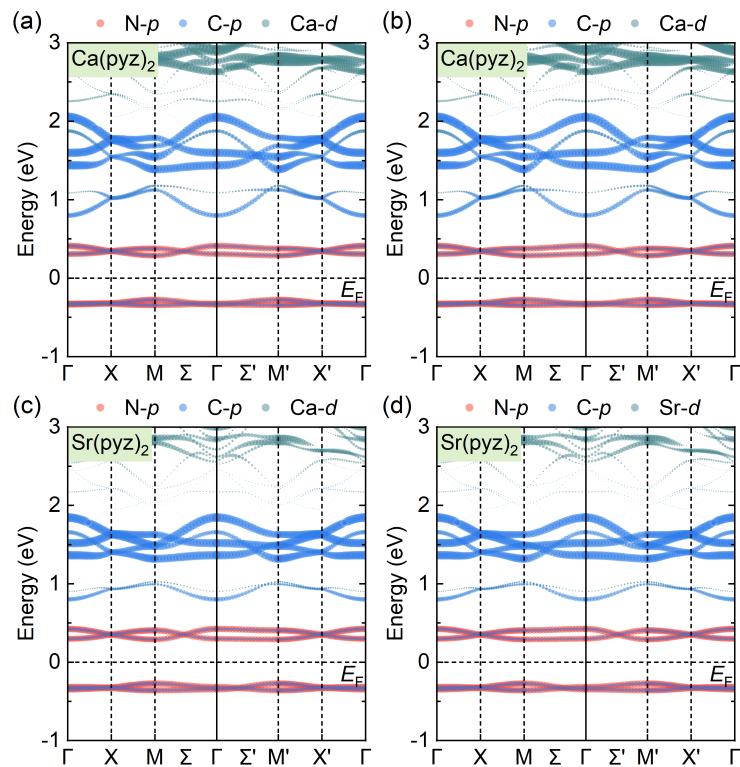 (a)
N-p
C-p
Ca-d
Ca(pyz)2
Energy (eV)
3
2
1
0
-1
EF
Γ X M Σ Γ Σ' M' X' Γ
(b)
N-p
C-p
Ca-d
Ca(pyz)2
Energy (eV)
3
2
1
0
-1
EF
Γ X M Σ Γ Σ' M' X' Γ
(c)
N-p
C-p
Ca-d
Sr(pyz)2
Energy (eV)
3
2
1
0
-1
EF
Γ X M Σ Γ Σ' M' X' Γ
(d)
N-p
C-p
Sr-d
Sr(pyz)2
Energy (eV)
3
2
1
0
-1
EF
Γ X M Σ Γ Σ' M' X' Γ